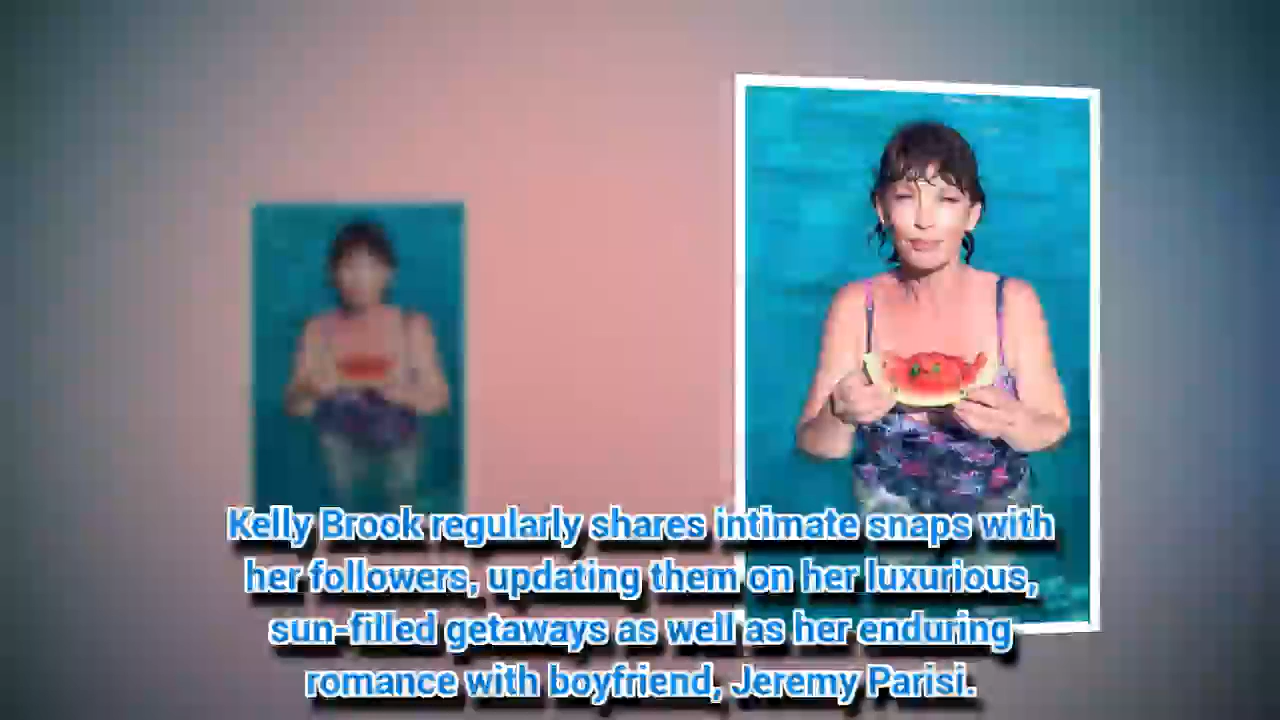 Kelly Brook regularly shares intimate snaps with
her followers, updating them on her luxurious,
sun-filled getaways as well as her enduring
romance with boyfriend, Jeremy Parisi.